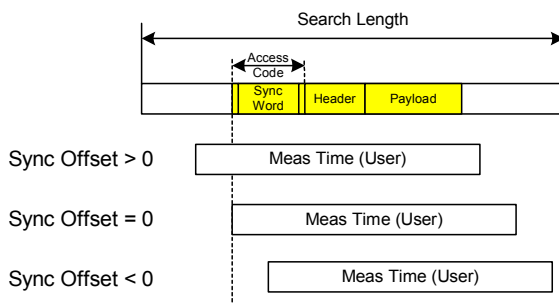 Search Length
Access
Code
Sync
Word
Header
Payload
Sync Offset > 0
Meas Time (User)
Sync Offset = 0
Meas Time (User)
Sync Offset < 0
Meas Time (User)